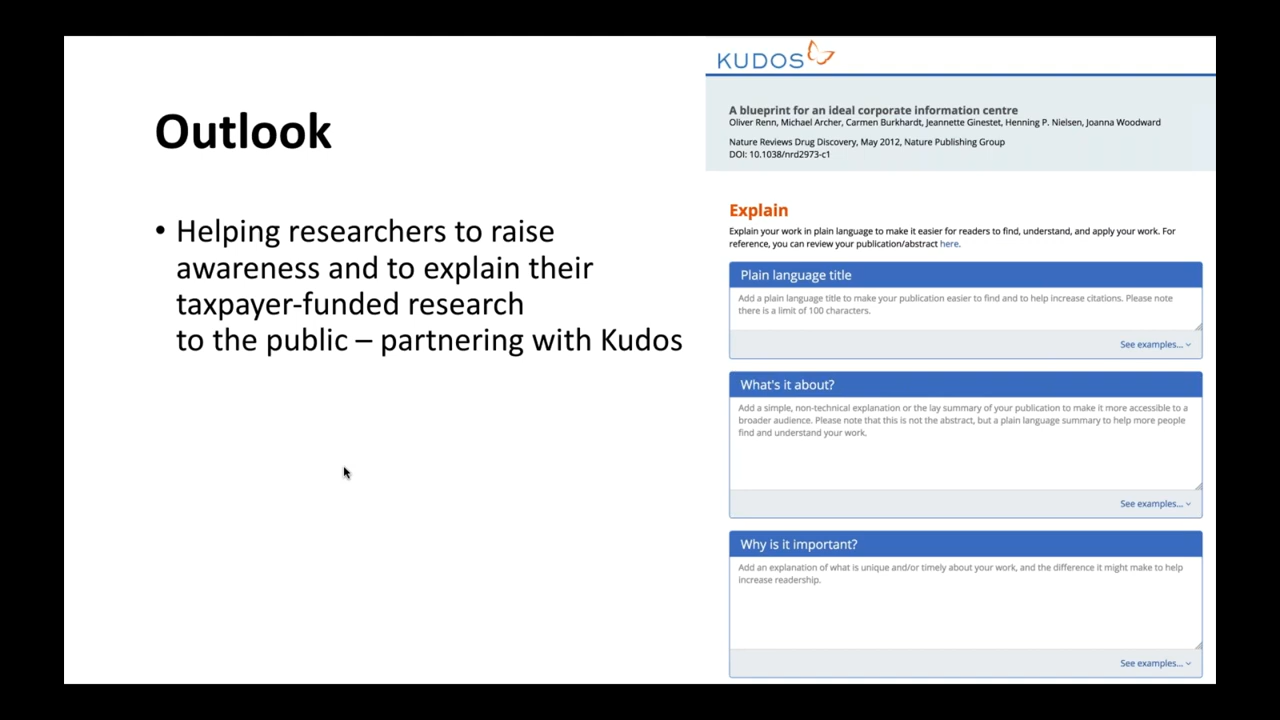 Outlook
• Helping researchers to raise
awareness and to explain their
taxpayer-funded research
to the public – partnering with Kudos
KUDOS
A blueprint for an ideal corporate information centre
Oliver Renn, Michael Archer, Carmen Burkhardt, Jeannette Ginestet, Henning P. Nielsen, Joanna Woodward
Nature Reviews Drug Discovery, May 2012, Nature Publishing Group
DOI: 10.1038/nrd2973-c1
Explain
Explain your work in plain language to make it easier for readers to find, understand, and apply your work. For
reference, you can review your publication/abstract here.
Plain language title
Add a plain language title to make your publication easier to find and to help increase citations. Please note
there is a limit of 100 characters.
See examples...
What's it about?
Add a simple, non-technical explanation or the lay summary of your publication to make it more accessible to a
broader audience. Please note that this is not the abstract, but a plain language summary to help more people
find and understand your work.
See examples...
Why is it important?
Add an explanation of what is unique and/or timely about your work, and the difference it might make to help
increase readership.
See examples...